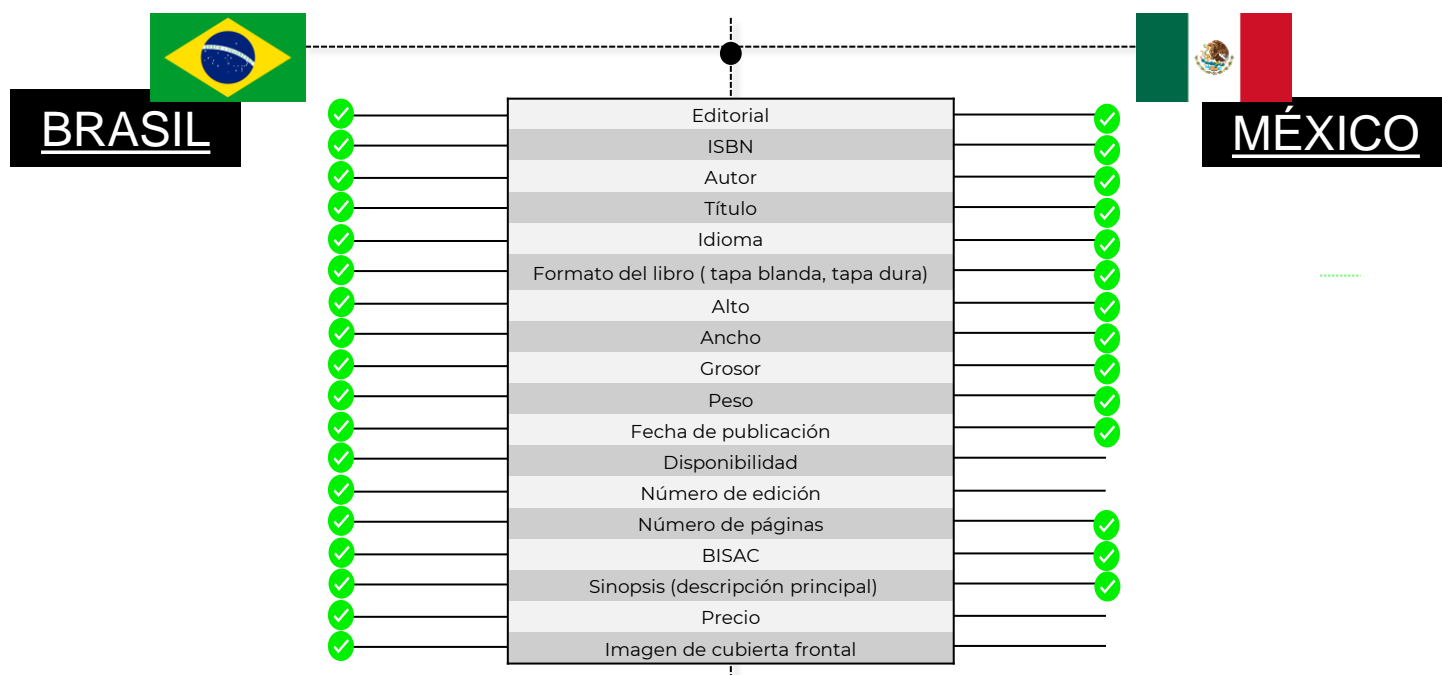 BRASIL
MÉXICO
Editorial
ISBN
Autor
Título
Idioma
Formato del libro ( tapa blanda, tapa dura)
Alto
Ancho
Grosor
Peso
Fecha de publicación
Disponibilidad
Número de edición
Número de páginas
BISAC
Sinopsis (descripción principal)
Precio
Imagen de cubierta frontal